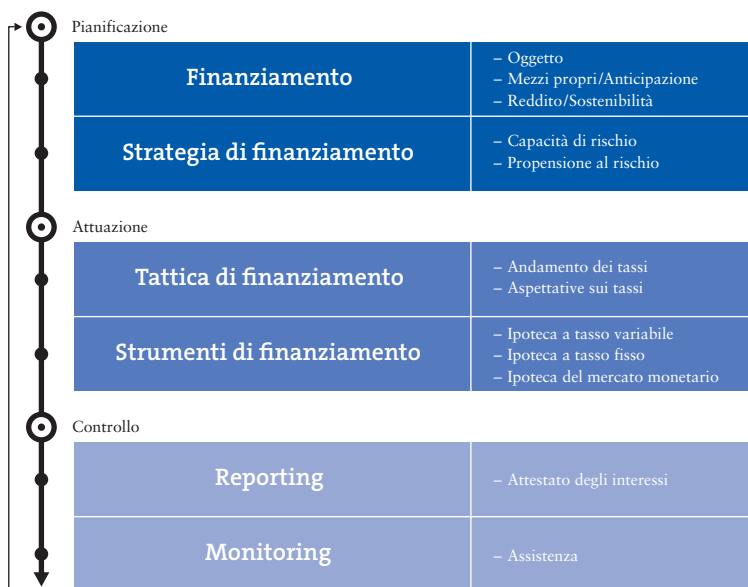 Pianificazione
Finanziamento
– Oggetto
– Mezzi propri/Anticipazione
– Reddito/Sostenibilità
Strategia di finanziamento
– Capacità di rischio
– Propensione al rischio
Attuazione
Tattica di finanziamento
– Andamento dei tassi
– Aspettative sui tassi
Strumenti di finanziamento
– Ipoteca a tasso variabile
– Ipoteca a tasso fisso
– Ipoteca del mercato monetario
Controllo
Reporting
– Attestato degli interessi
Monitoring
– Assistenza